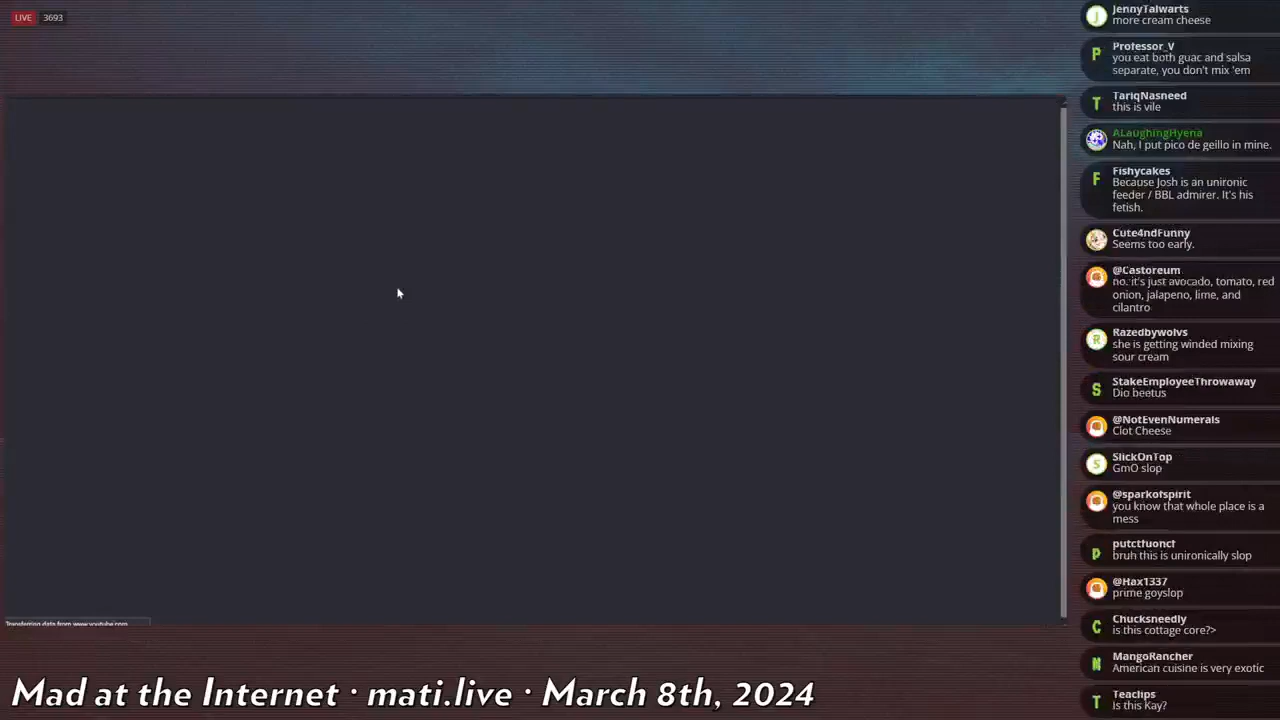 LIVE 3693
JennyTalwarts
more cream cheese
Professor_V
you eat both guac and salsa
separate, you don't mix 'em
TariqNasneed
this is vile
ALaughingHyena
Nah, I put pico de geillo in mine.
Fishycakes
Because Josh is an unironic
feeder / BBL admirer. It's his
fetish.
Cute4ndFunny
Seems too early.
@Castoreum
no. it's just avocado, tomato, red
onion, jalapeno, lime, and
cilantro
Razedbywolvs
she is getting winded mixing
sour cream
StakeEmployeeThrowaway
Dio beetus
@NotEvenNumerals
Clot Cheese
SlickOnTop
GmO slop
@sparkofspirit
you know that whole place is a
mess
putctfuonct
bruh this is unironically slop
@Hax1337
prime goyslop
Chucksneedly
is this cottage core?>
MangoRancher
American cuisine is very exotic
Teaclips
Is this Kay?
Transferring data from www.youtube.com
Mad at the Internet · mati.live · March 8th, 2024